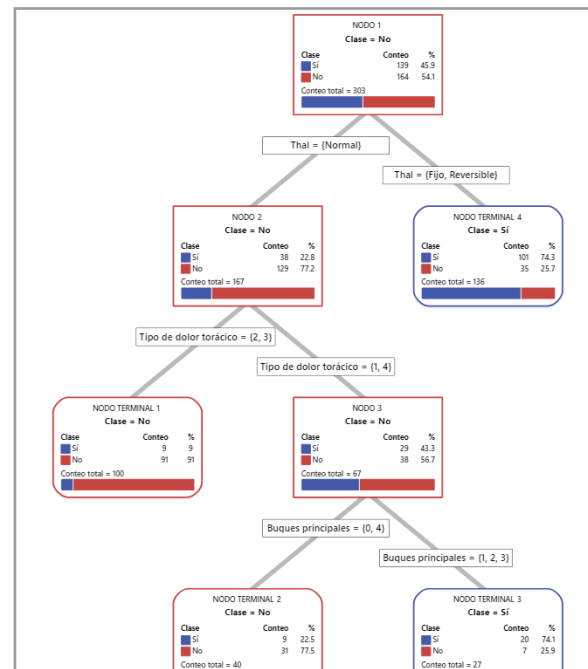 NODO 1
Clase = No
Clase Conteo %
Sí 139 45.9
No 164 54.1
Conteo total = 303
Thal = {Normal}
Thal = {Fijo, Reversible}
NODO 2
Clase = No
Clase Conteo %
Sí 38 22.8
No 129 77.2
Conteo total = 167
NODO TERMINAL 4
Clase = Sí
Clase Conteo %
Sí 101 74.3
No 35 25.7
Conteo total = 136
Tipo de dolor torácico = {2, 3}
Tipo de dolor torácico = {1, 4}
NODO TERMINAL 1
Clase = No
Clase Conteo %
Sí 9 9
No 91 91
Conteo total = 100
NODO 3
Clase = No
Clase Conteo %
Sí 29 43.3
No 38 56.7
Conteo total = 67
Buques principales = {0, 4}
Buques principales = {1, 2, 3}
NODO TERMINAL 2
Clase = No
Clase Conteo %
Sí 9 22.5
No 31 77.5
Conteo total = 40
NODO TERMINAL 3
Clase = Sí
Clase Conteo %
Sí 20 74.1
No 7 25.9
Conteo total = 27